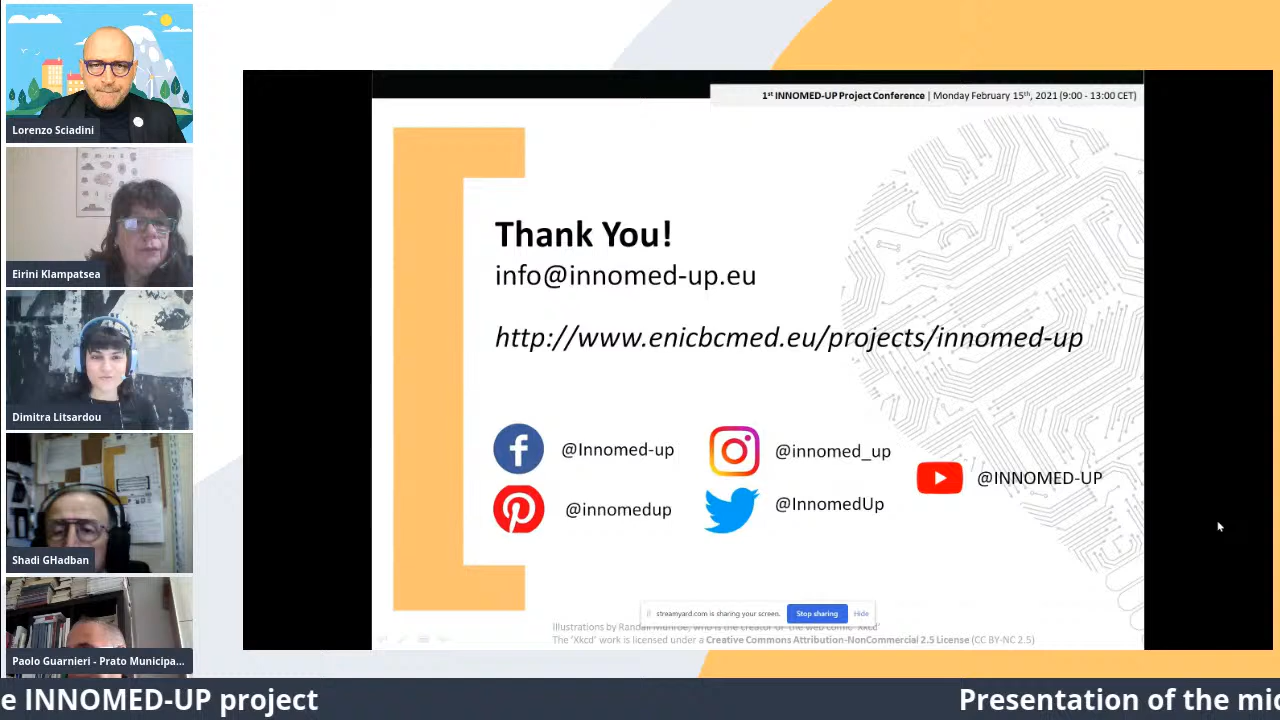 Lorenzo Sciadini
Eirini Klampatsea
Dimitra Litsardou
Shadi GHadban
Paolo Guarnieri - Prato Municipa...
1st INNOMED-UP Project Conference | Monday February 15th, 2021 (9:00 - 13:00 CET)
Thank You!
info@innomed-up.eu
http://www.enicbcmed.eu/projects/innomed-up
@Innomed-up
@innomed_up
@INNOMED-UP
@innomedup
@InnomedUp
streamyard.com is sharing your screen.
Stop sharing
Hide
Illustrations by Randall Munroe, who is the creator of the web comic 'Xkcd'
The 'Xkcd' work is licensed under a Creative Commons Attribution-NonCommercial 2.5 License (CC BY-NC 2.5)
e INNOMED-UP project
Presentation of the mid